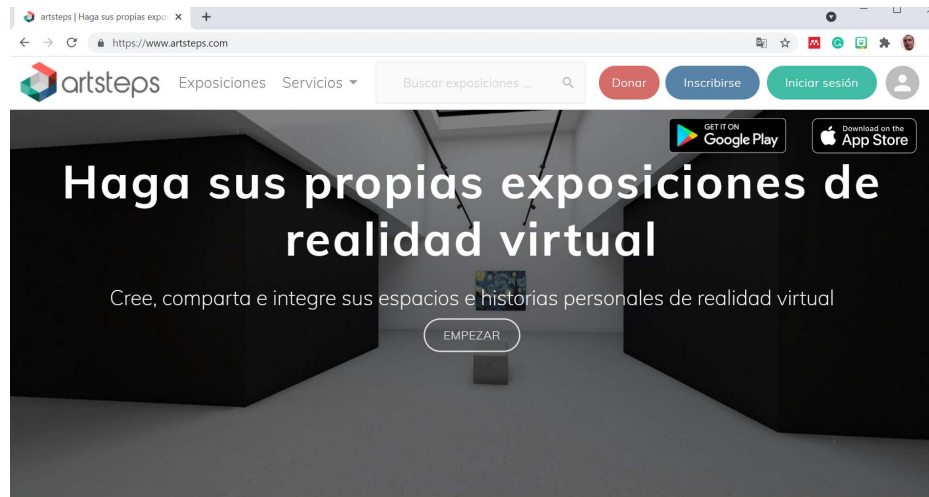 artsteps | Haga sus propias expo
https://www.artsteps.com
artsteps Exposiciones Servicios Buscar exposiciones ... Donar Inscribirse Iniciar sesión
GET IT ON
Google Play
Download on the
App Store
Haga sus propias exposiciones de
realidad virtual
Cree, comparta e integre sus espacios e historias personales de realidad virtual
EMPEZAR